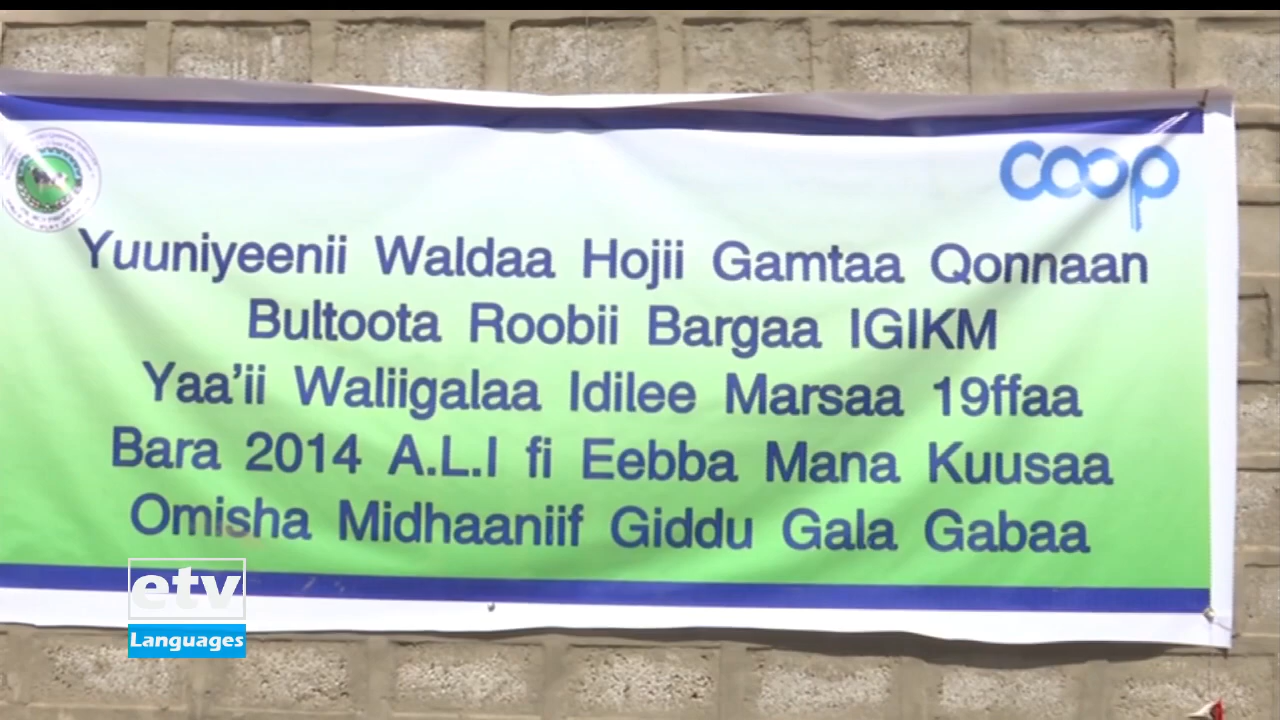 coop
Yuuniyeenii Waldaa Hojii Gamtaa Qonnaan
Bultoota Roobii Bargaa IGIKM
Yaa'ii Waliigalaa Idilee Marsaa 19ffaa
Bara 2014 A.L.I fi Eebba Mana Kuusaa
Omisha Midhaaniif Giddu Gala Gabaa
etv
Languages